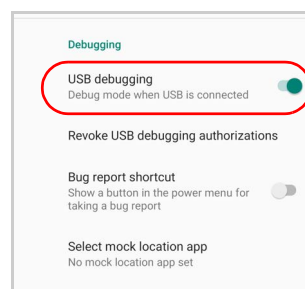 Debugging
USB debugging
Debug mode when USB is connected
Revoke USB debugging authorizations
Bug report shortcut
Show a button in the power menu for
taking a bug report
Select mock location app
No mock location app set